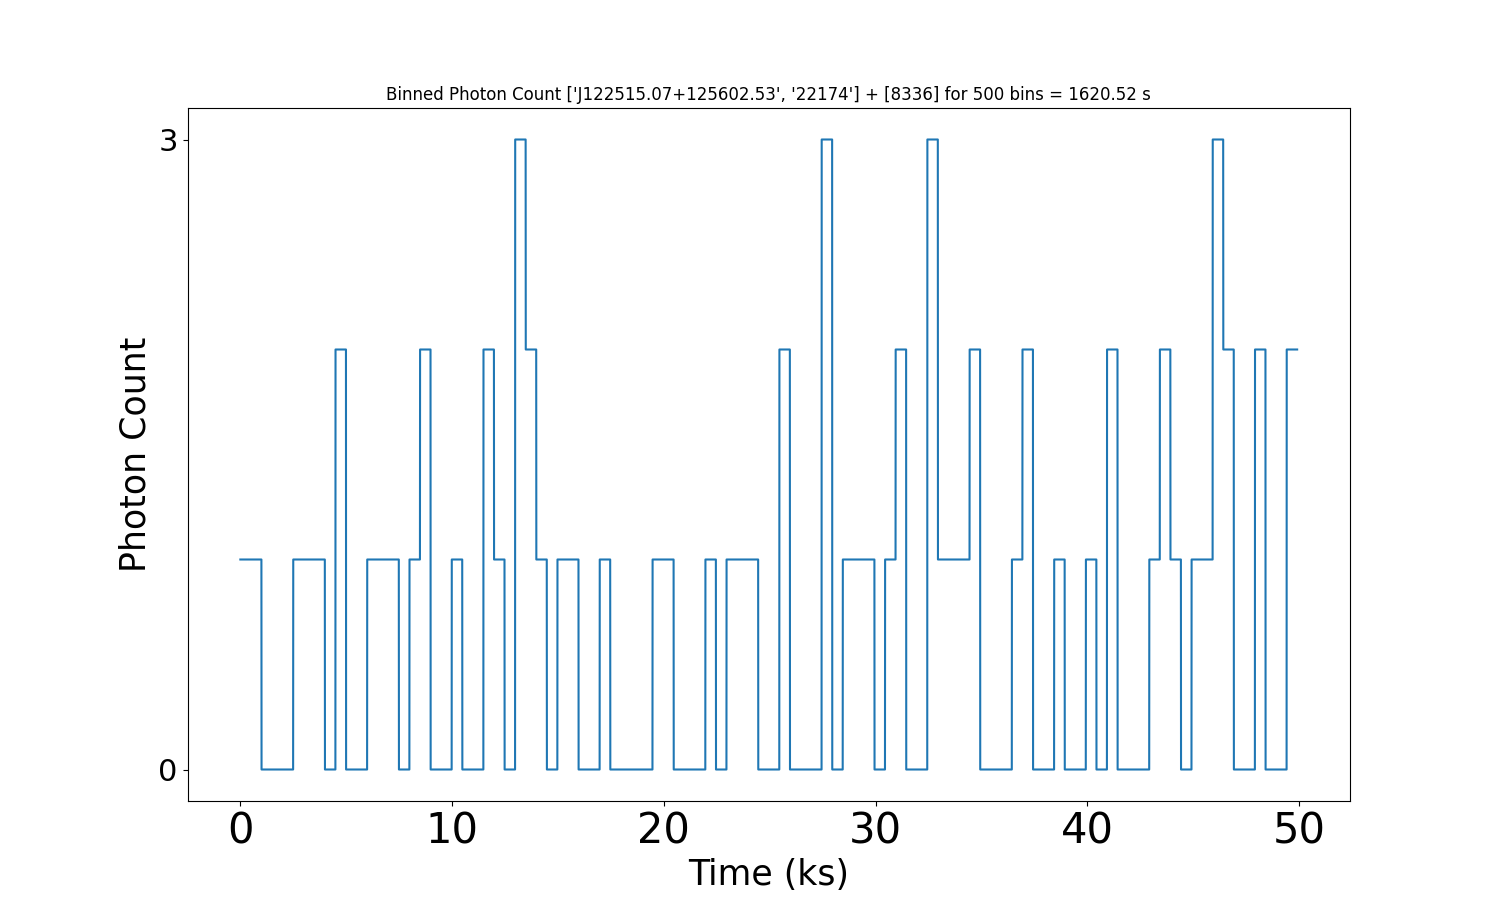 Binned Photon Count ['J122515.07+125602.53', '22174'] + [8336] for 500 bins = 1620.52 s
3
Photon Count
0
0 10 20 30 40 50
Time (ks)